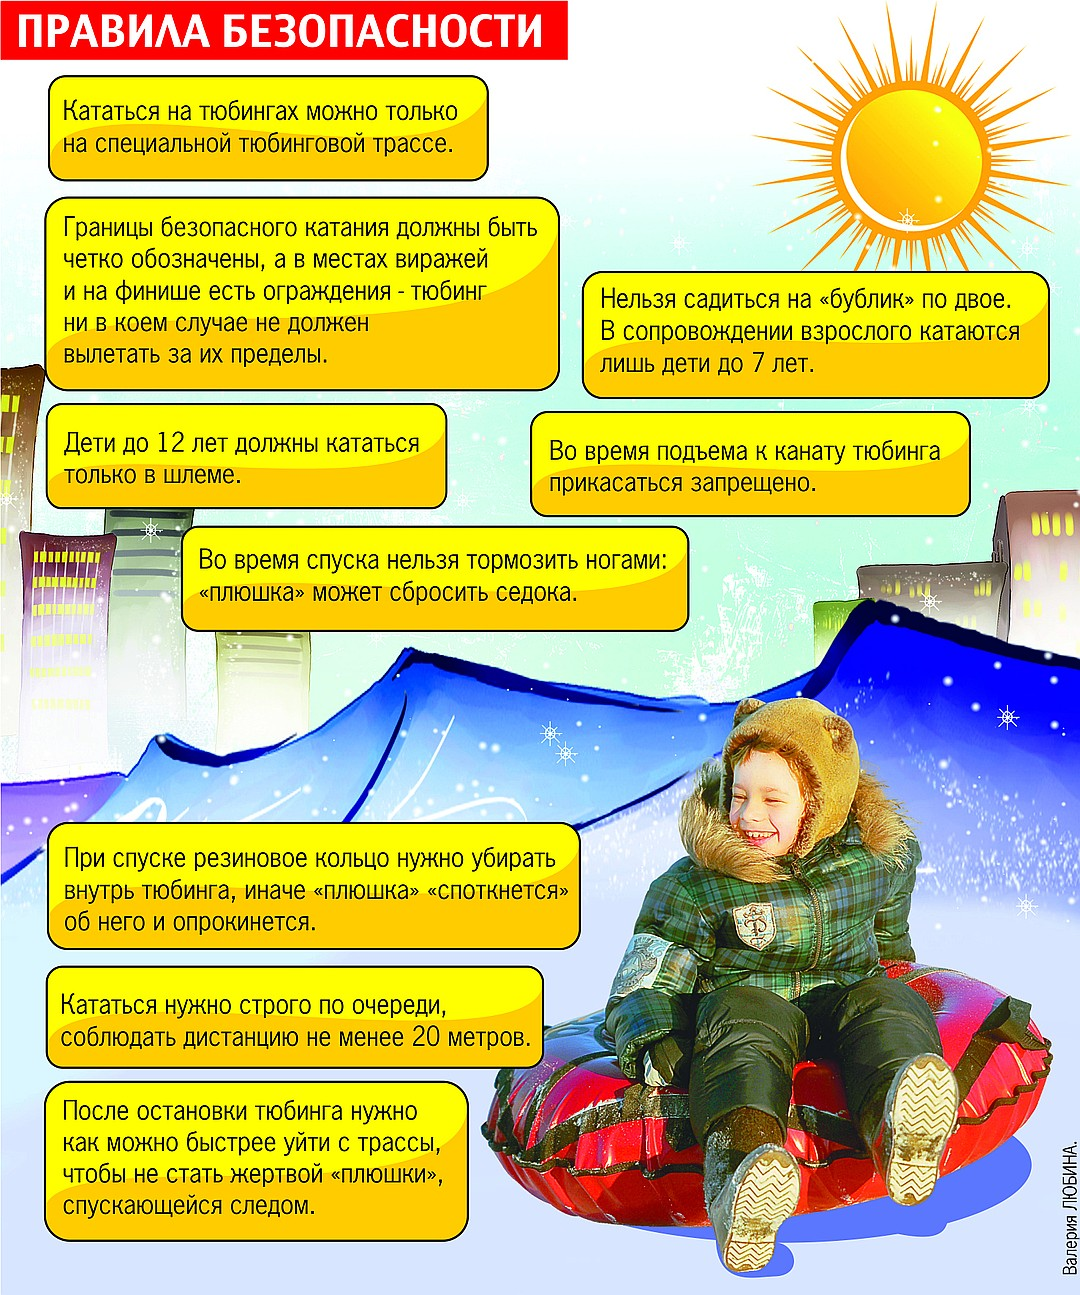 ПРАВИЛА БЕЗОПАСНОСТИ
Кататься на тюбингах можно только
на специальной тюбинговой трассе.
Границы безопасного катания должны быть
четко обозначены, а в местах виражей
и на финише есть ограждения - тюбинг
ни в коем случае не должен
вылетать за их пределы.
Нельзя садиться на «бублик» по двое.
В сопровождении взрослого катаются
лишь дети до 7 лет.
Дети до 12 лет должны кататься
только в шлеме.
Во время подъема к канату тюбинга
прикасаться запрещено.
Во время спуска нельзя тормозить ногами:
«плюшка» может сбросить седока.
При спуске резиновое кольцо нужно убирать
внутрь тюбинга, иначе «плюшка» «споткнется»
об него и опрокинется.
Кататься нужно строго по очереди,
соблюдать дистанцию не менее 20 метров.
После остановки тюбинга нужно
как можно быстрее уйти с трассы,
чтобы не стать жертвой «плюшки»,
спускающейся следом.
Валерия ЛЮБИНА.